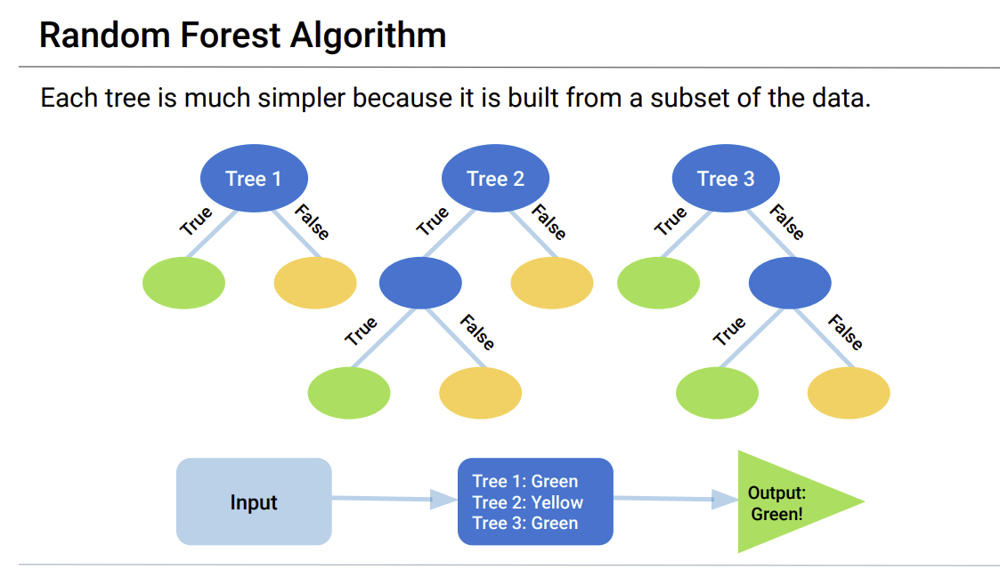 Random Forest Algorithm
Each tree is much simpler because it is built from a subset of the data.
Tree 1
Tree 2
Tree 3
True
False
True
False
True
False
True
False
True
False
Input
Tree 1: Green
Tree 2: Yellow
Tree 3: Green
Output:
Green!